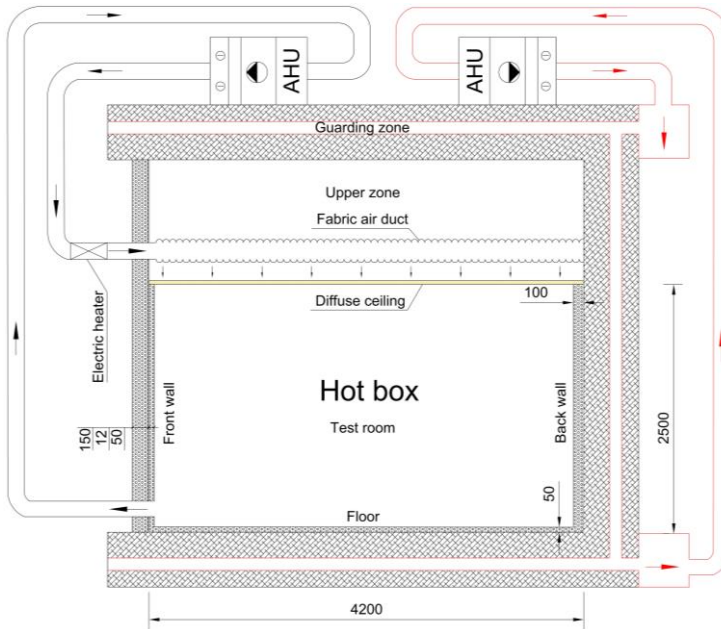 AHU
AHU
Guarding zone
Upper zone
Fabric air duct
Diffuse ceiling
100
Electric heater
Front wall
Hot box
Test room
Back wall
2500
150
12
50
50
Floor
4200